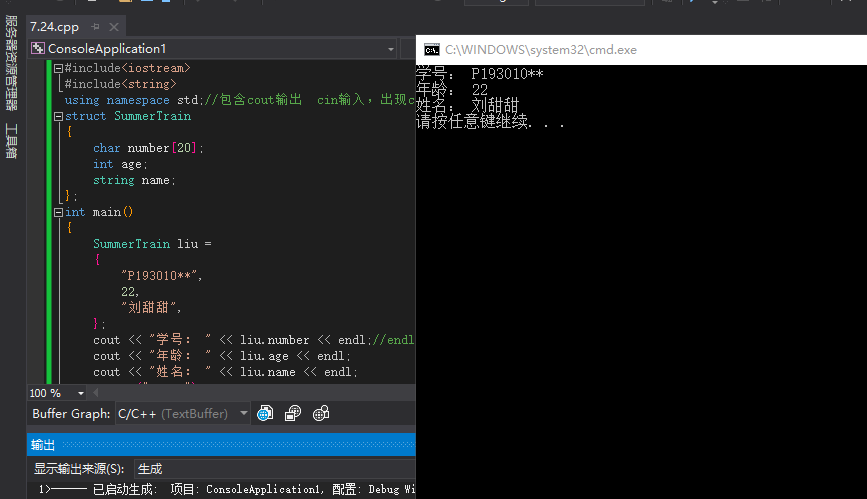 服务器资源管理器 工具箱
7.24.cpp
ConsoleApplication1
#include<iostream>
#include<string>
using namespace std;//包含cout输出  cin输入，出现c
struct SummerTrain
{
char number[20];
int age;
string name;
};
int main()
{
SummerTrain liu =
{
"P193010**",
22,
"刘甜甜",
};
cout << "学号： " << liu.number << endl;//endl
cout << "年龄： " << liu.age << endl;
cout << "姓名： " << liu.name << endl;
100 %
Buffer Graph: C/C++ (TextBuffer)
输出
显示输出来源(S): 生成
1>------ 已启动生成: 项目: ConsoleApplication1, 配置: Debug Wi
C:\WINDOWS\system32\cmd.exe
学号： P193010**
年龄： 22
姓名： 刘甜甜
请按任意键继续. . .